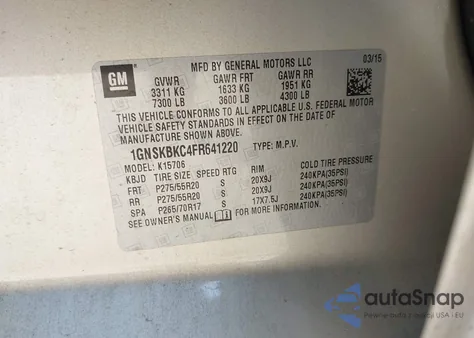 MFD BY GENERAL MOTORS LLC 03/15
GM
GVWR GAWR FRT GAWR RR
3311 KG 1633 KG 1951 KG
7300 LB 3600 LB 4300 LB
THIS VEHICLE CONFORMS TO ALL APPLICABLE U.S. FEDERAL MOTOR
VEHICLE SAFETY STANDARDS IN EFFECT ON THE DATE OF
MANUFACTURE SHOWN ABOVE.
1GNSKBKC4FR641220 TYPE: M.P.V.
MODEL: K15706
KBJD TIRE SIZE SPEED RTG RIM COLD TIRE PRESSURE
FRT P275/55R20 S 20X9J 240KPA(35PSI)
RR P275/55R20 S 20X9J 240KPA(35PSI)
SPA P265/70R17 S 17X7.5J 240KPA(35PSI)
SEE OWNER'S MANUAL FOR MORE INFORMATION.
autoSnap
Pewne auto z USA i EU